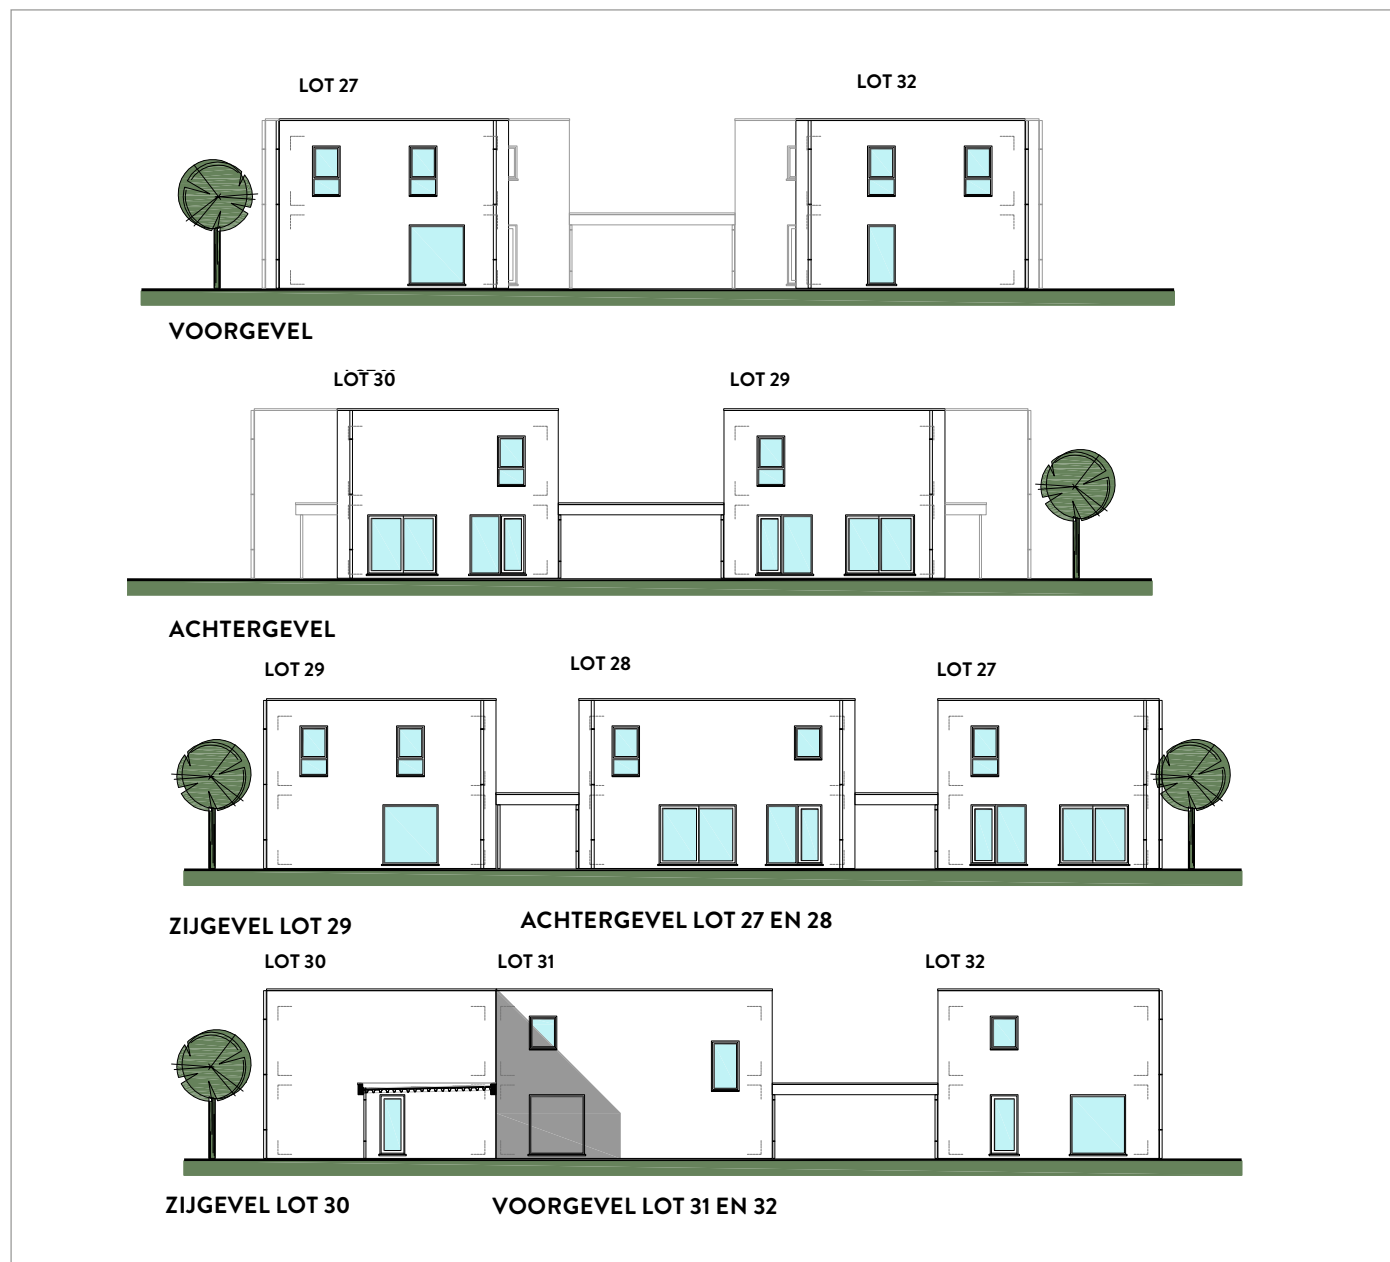 LOT 27
LOT 32
VOORGEVEL
LOT 30
LOT 29
ACHTERGEVEL
LOT 29
LOT 28
LOT 27
ZIJGEVEL LOT 29
ACHTERGEVEL LOT 27 EN 28
LOT 30
LOT 31
LOT 32
ZIJGEVEL LOT 30
VOORGEVEL LOT 31 EN 32